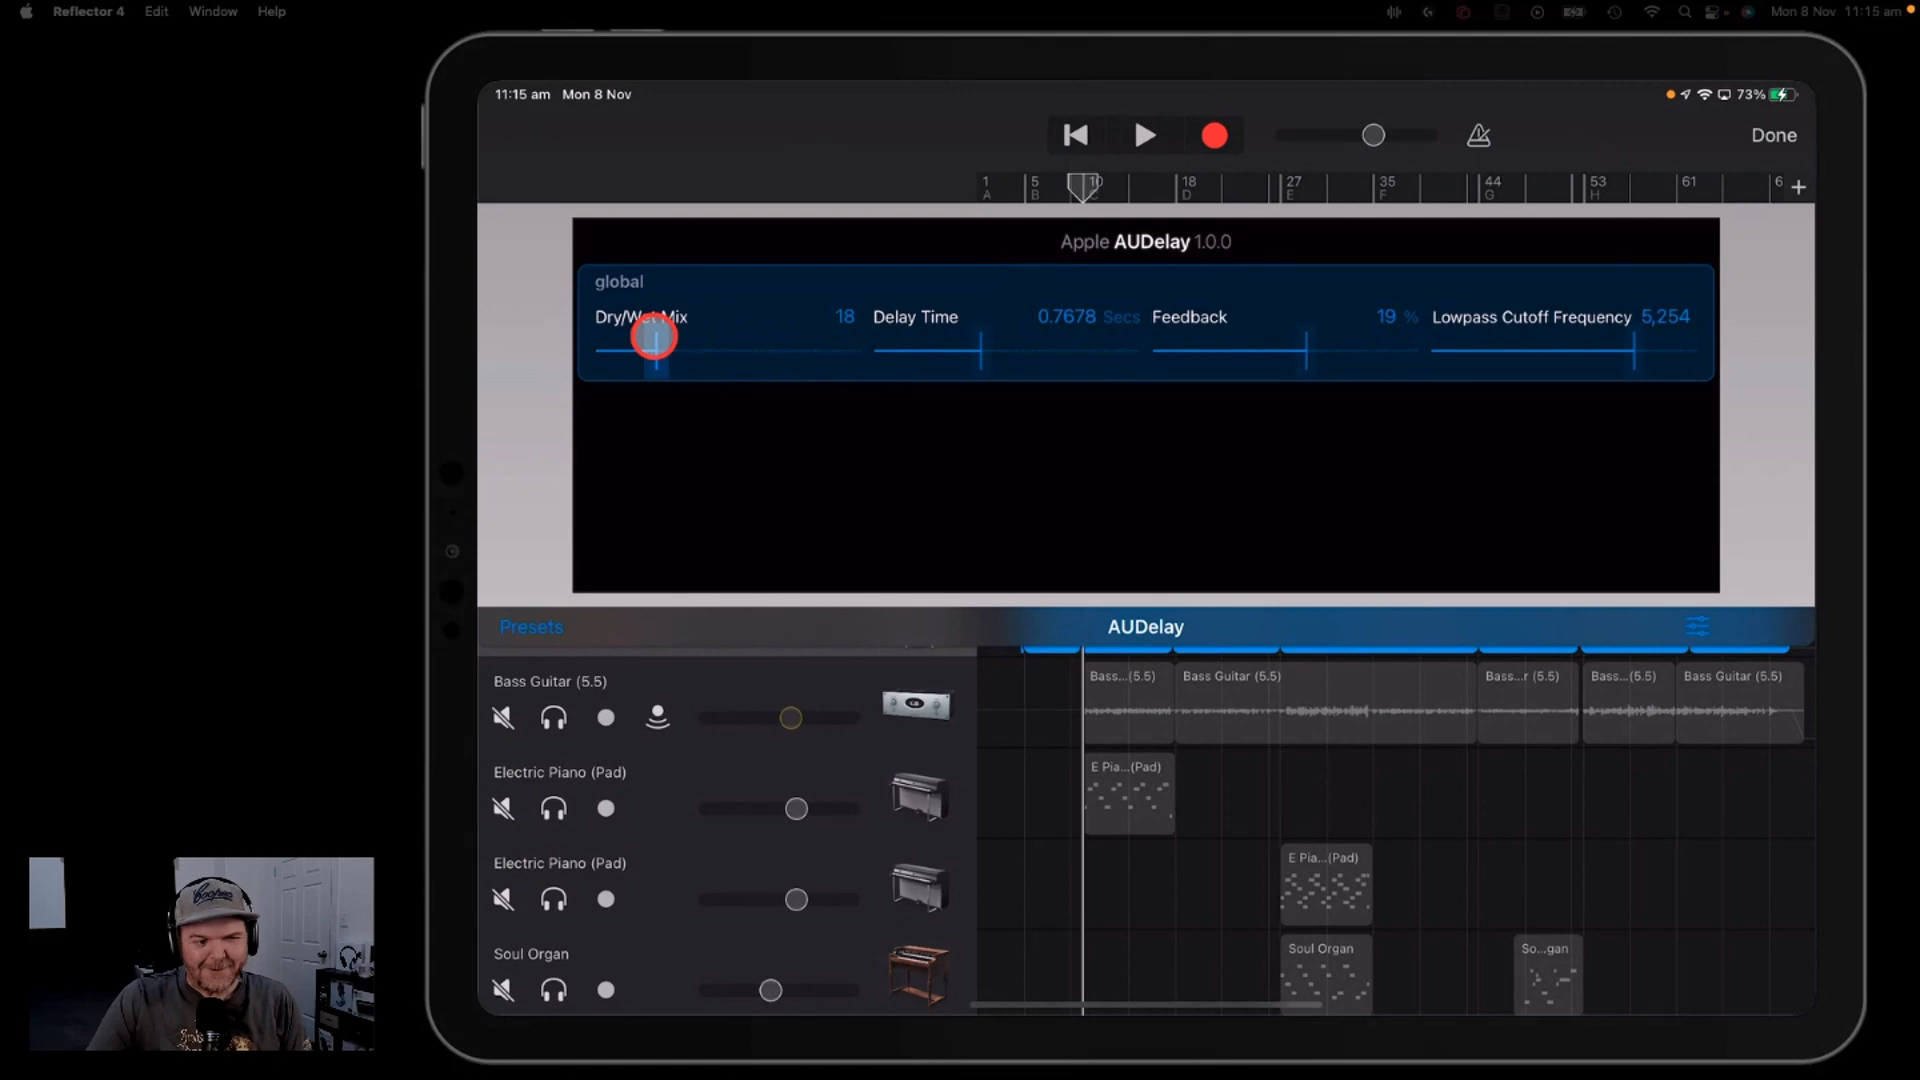 Reflector 4 Edit Window Help
Mon 8 Nov 11:15 am
11:15 am Mon 8 Nov
73%
Done
1 5 10 18 27 35 44 53 61 6 +
A B C D E F G H
Apple AUDelay 1.0.0
global
Dry/Wet Mix 18 Delay Time 0.7678 Secs Feedback 19 % Lowpass Cutoff Frequency 5,254
Presets AUDelay
Bass Guitar (5.5)
Bass...(5.5) Bass Guitar (5.5) Bass...r (5.5) Bass...(5.5) Bass Guitar (5.5)
Electric Piano (Pad)
E Pia...(Pad)
Electric Piano (Pad)
E Pia...(Pad)
Soul Organ
Soul Organ So...gan